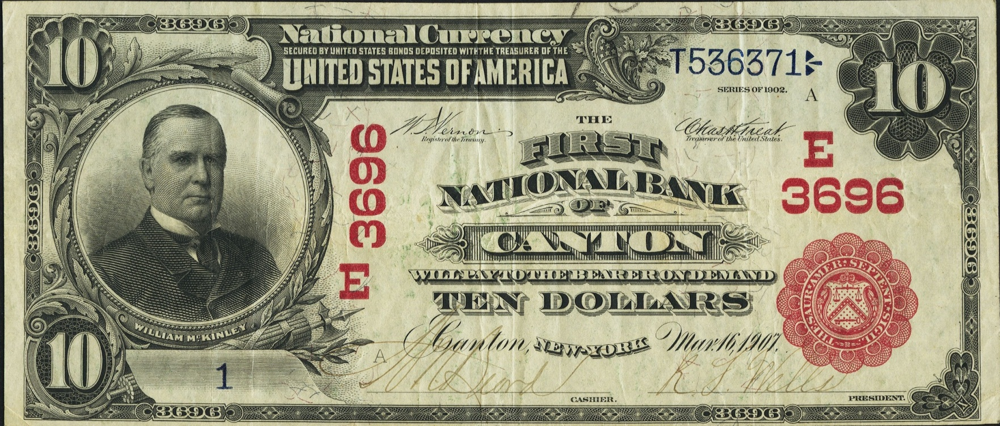 3696 3696
10 National Currency
SECURED BY UNITED STATES BONDS DEPOSITED WITH THE TREASURER OF THE
UNITED STATES OF AMERICA
T536371
SERIES OF 1902. A
10
W. T. Vernon
Register of the Treasury.
THE
Chas H Treat
Treasurer of the United States.
FIRST
NATIONAL BANK
OF
CANTON
WILL PAY TO THE BEARER ON DEMAND
TEN DOLLARS
E 3696
E
3696
3696
3696
THESAUR. AMER. SEPTENT. SIGIL.
WILLIAM McKINLEY
Canton, NEW-YORK Mar. 16, 1907.
10
1
A
CASHIER.
K. L. Wells
PRESIDENT.
3696 3696